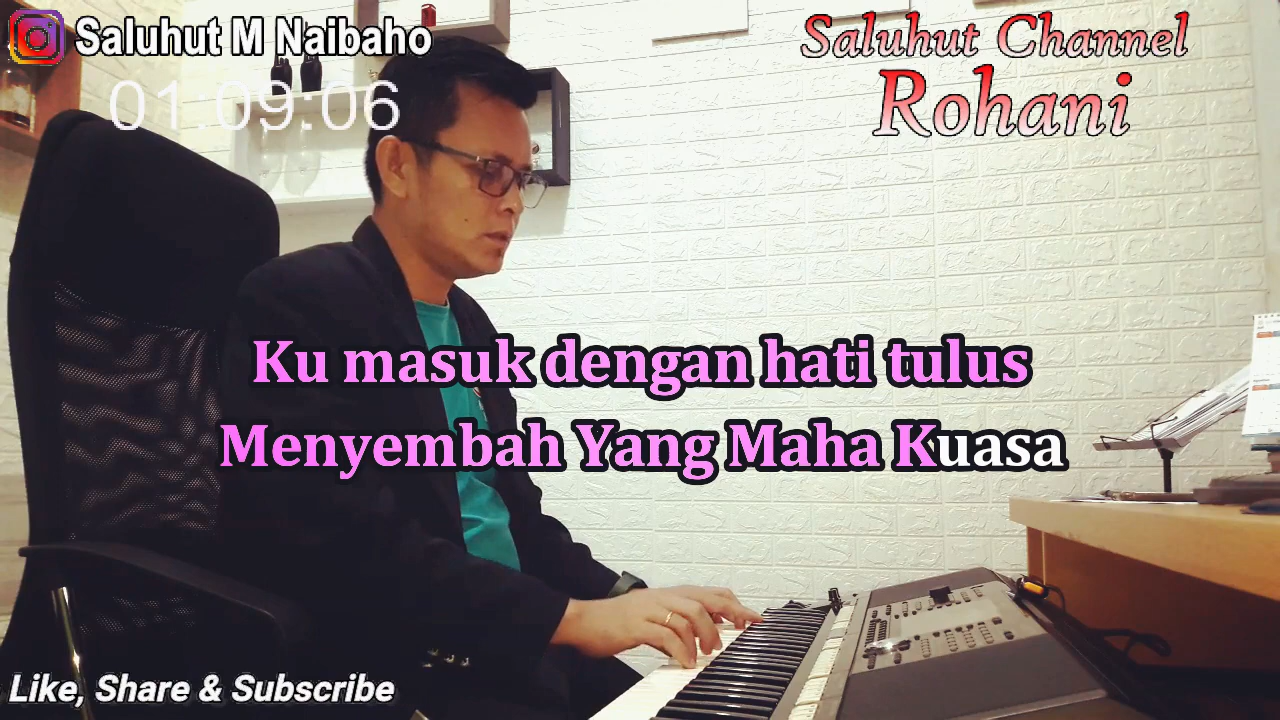 Saluhut M Naibaho
Saluhut Channel
01:09:06
Rohani
Ku masuk dengan hati tulus
Menyembah Yang Maha Kuasa
Like, Share & Subscribe